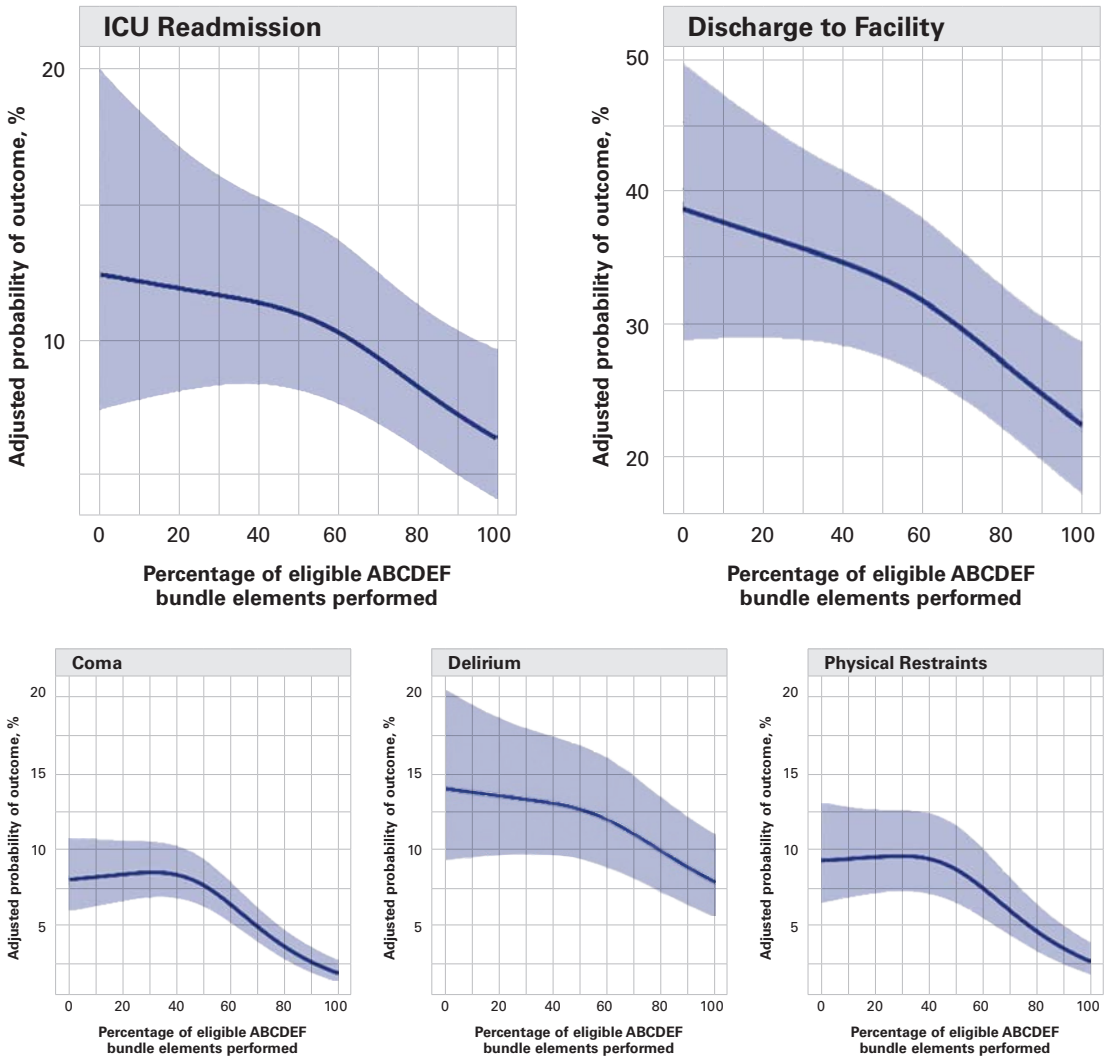 ICU Readmission
Adjusted probability of outcome, %
20
10
0 20 40 60 80 100
Percentage of eligible ABCDEF
bundle elements performed
Discharge to Facility
Adjusted probability of outcome, %
50
40
30
20
0 20 40 60 80 100
Percentage of eligible ABCDEF
bundle elements performed
Coma
Adjusted probability of outcome, %
20
15
10
5
0 20 40 60 80 100
Percentage of eligible ABCDEF
bundle elements performed
Delirium
Adjusted probability of outcome, %
20
15
10
5
0 20 40 60 80 100
Percentage of eligible ABCDEF
bundle elements performed
Physical Restraints
Adjusted probability of outcome, %
20
15
10
5
0 20 40 60 80 100
Percentage of eligible ABCDEF
bundle elements performed